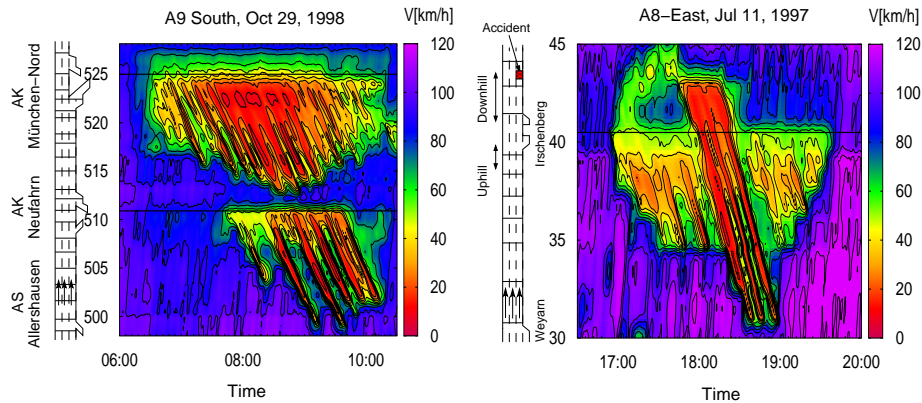 A9 South, Oct 29, 1998
V[km/h]
AK
München−Nord
AK
Neufahrn
AS
Allershausen
525
520
515
510
505
500
06:00
08:00
10:00
Time
120
100
80
60
40
20
0
A8−East, Jul 11, 1997
V[km/h]
Accident
Downhill
Uphill
Irschenberg
Weyarn
45
40
35
30
17:00
18:00
19:00
20:00
Time
120
100
80
60
40
20
0